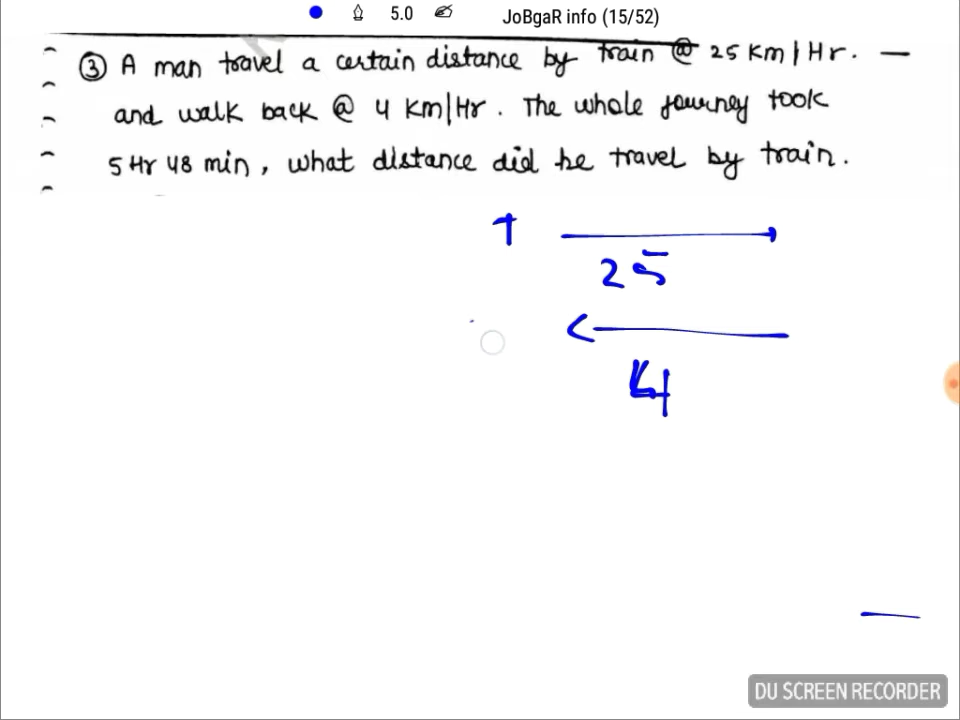 5.0 JoBgaR info (15/52)
③ A man travel a certain distance by train @ 25 Km/Hr. —
and walk back @ 4 KM/Hr. The whole journey took
5 Hr 48 min, what distance did he travel by train.
25
4
DU SCREEN RECORDER